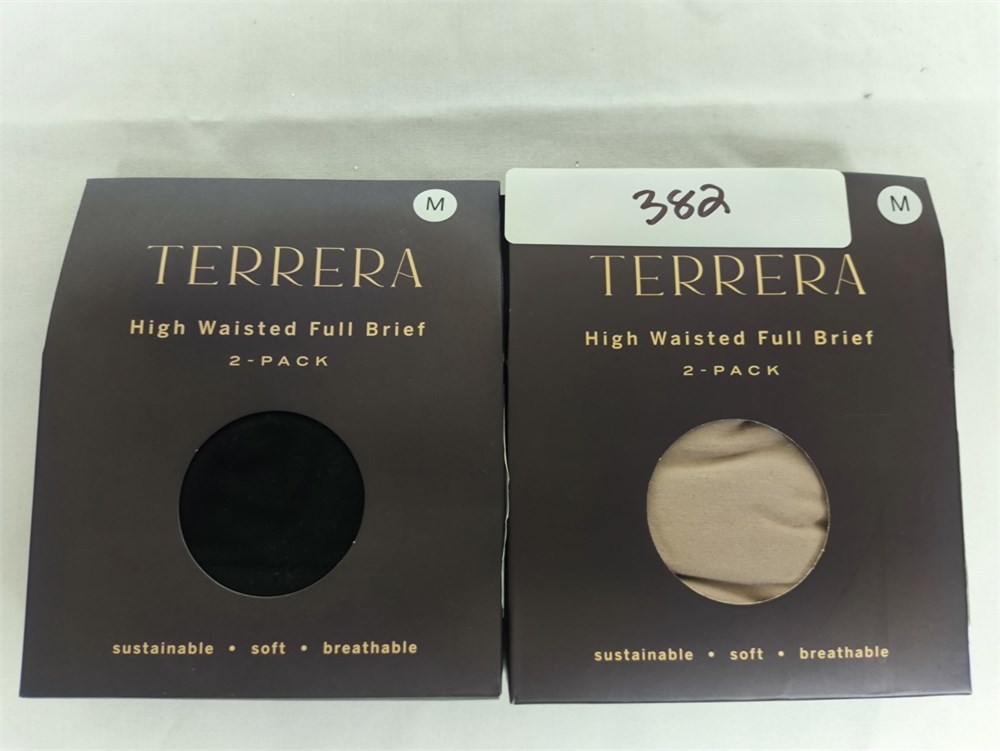 M
TERRERA
High Waisted Full Brief
2-PACK
sustainable • soft • breathable
382
M
TERRERA
High Waisted Full Brief
2-PACK
sustainable • soft • breathable